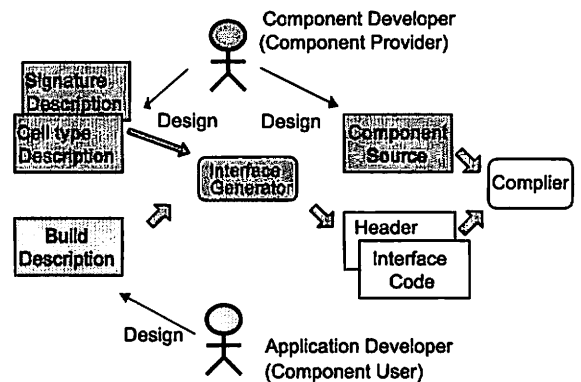 Component Developer
(Component Provider)
Signature
Description
Cell type
Description
Design
Design
Component
Source
Interface
Generator
Complier
Build
Description
Header
Interface
Code
Design
Application Developer
(Component User)